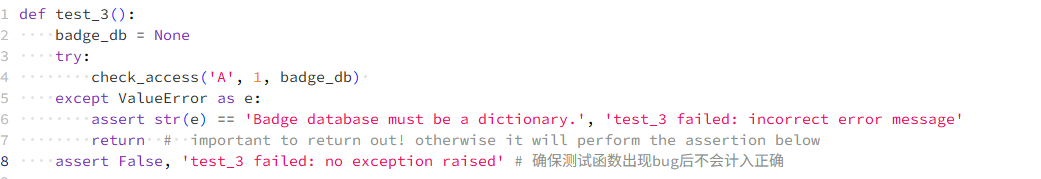 1 def test_3():
2 ····badge_db = None
3 ····try:
4 ········check_access('A', 1, badge_db)·
5 ····except ValueError as e:
6 ········assert str(e) == 'Badge database must be a dictionary.', 'test_3 failed: incorrect error message'
7 ········return··#··important to return out! otherwise it will perform the assertion below
8 ····assert False, 'test_3 failed: no exception raised' # 确保测试函数出现bug后不会计入正确